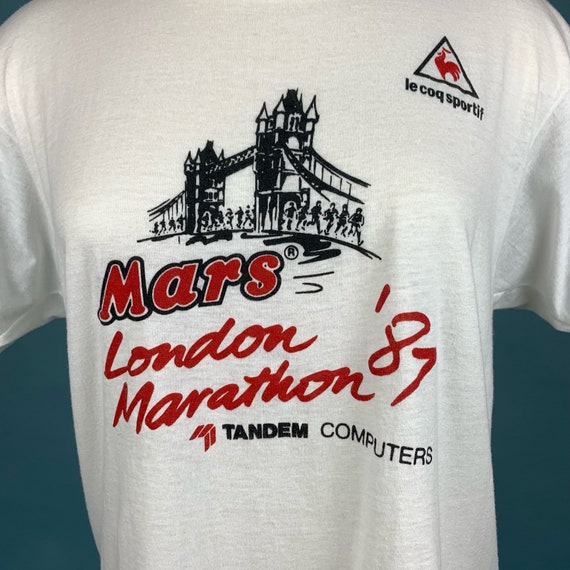 le coq sportif
Mars®
London '87
Marathon
TANDEM COMPUTERS